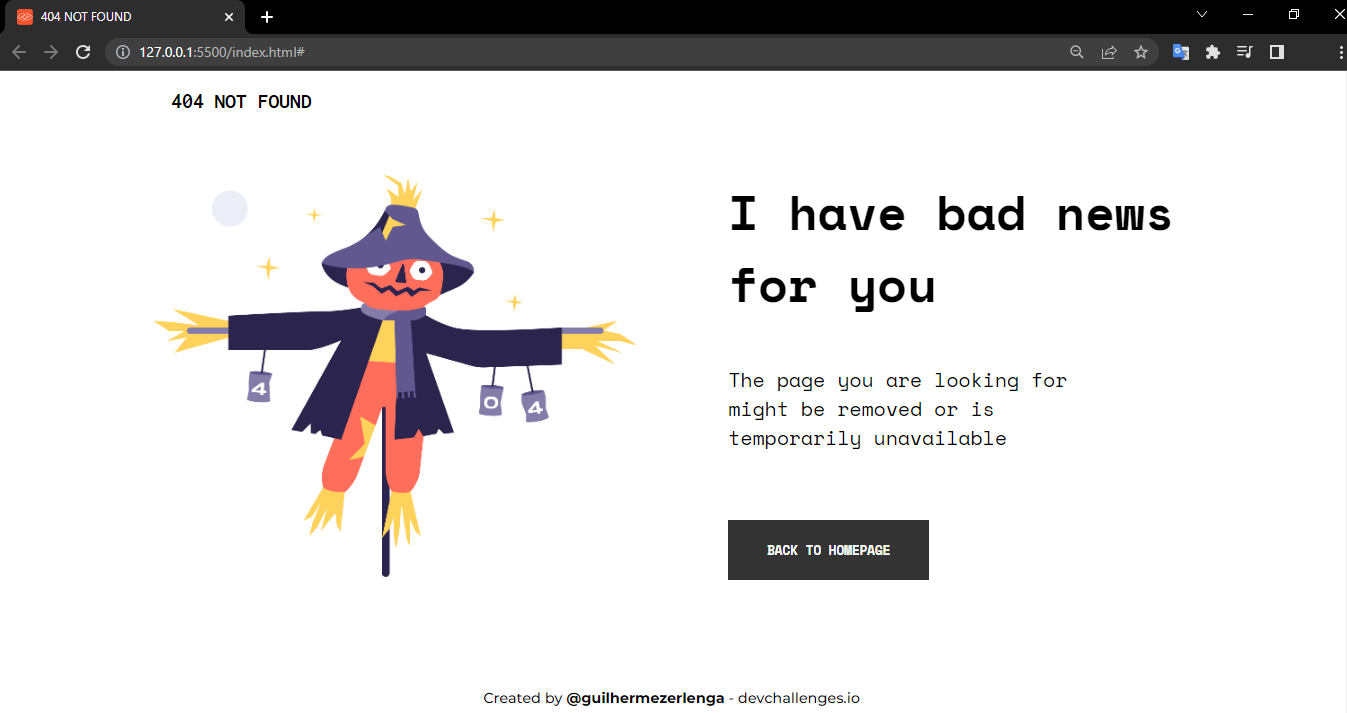 404 NOT FOUND
127.0.0.1:5500/index.html#
404 NOT FOUND
I have bad news
for you
4
0
4
The page you are looking for
might be removed or is
temporarily unavailable
BACK TO HOMEPAGE
Created by @guilhermezerlenga - devchallenges.io